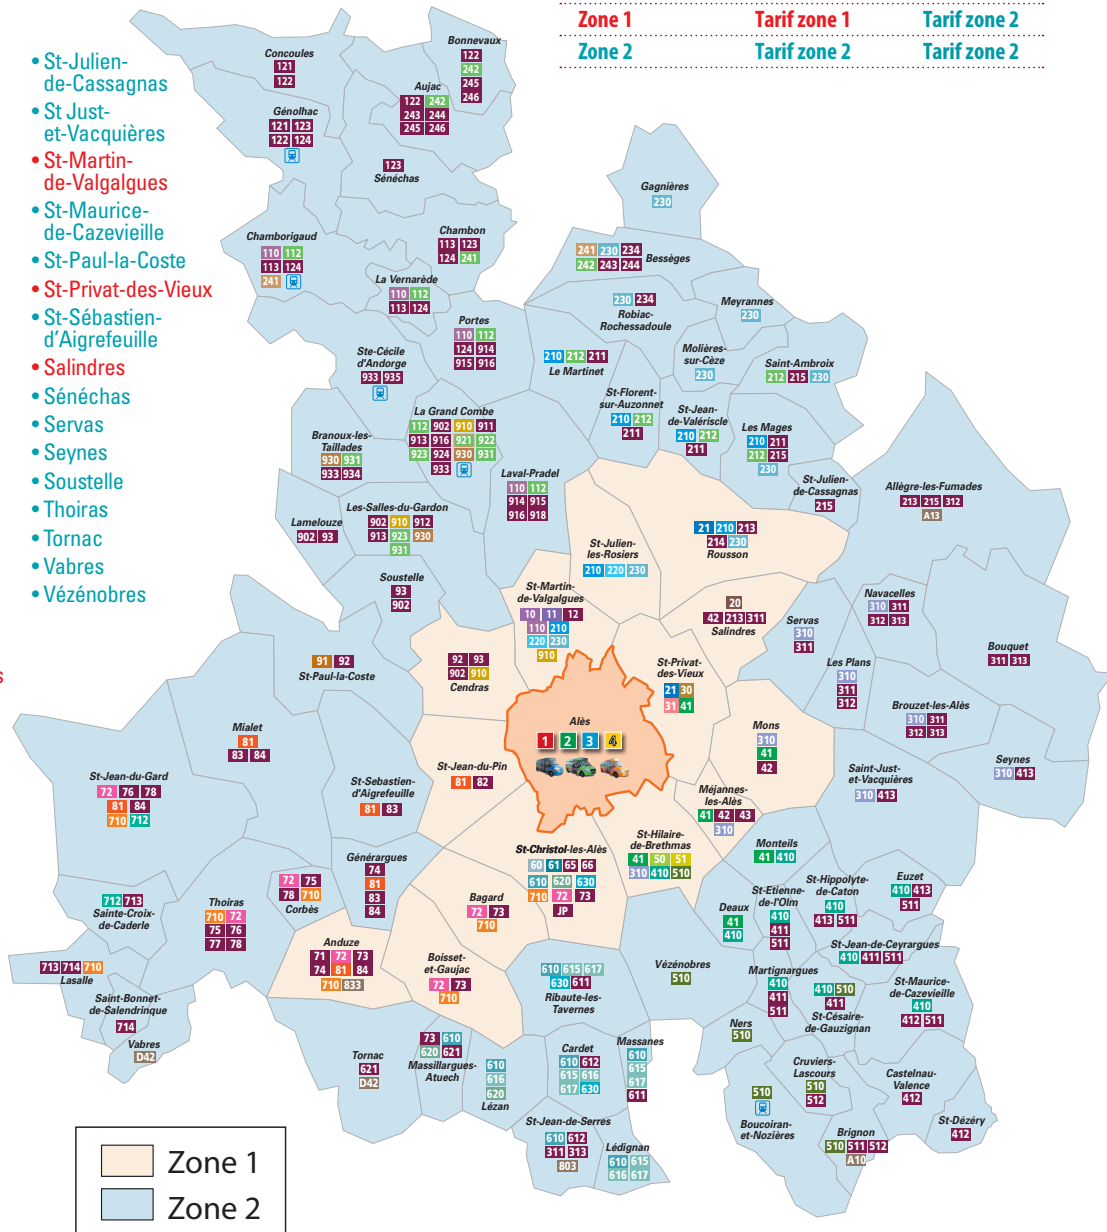 Zone 1 Tarif zone 1 Tarif zone 2
Zone 2 Tarif zone 2 Tarif zone 2
• St-Julien-
de-Cassagnas
• St Just-
et-Vacquières
• St-Martin-
de-Valgalgues
• St-Maurice-
de-Cazevieille
• St-Paul-la-Coste
• St-Privat-des-Vieux
• St-Sébastien-
d'Aigrefeuille
• Salindres
• Sénéchas
• Servas
• Seynes
• Soustelle
• Thoiras
• Tornac
• Vabres
• Vézénobres
s
Concoules
121
122
Bonnevaux
122
242
245
246
Aujac
122 242
243 244
245 246
Génolhac
121 123
122 124
123
Sénéchas
Gagnières
230
Chamborigaud
110 112
113 124
241
Chambon
113 123
124 241
241 230 234
242 243 244
Bessèges
La Vernarède
110 112
113 124
230 234
Robiac-
Rochessadoule
Meyrannes
230
Portes
110 112
124 914
915 916
Ste-Cécile
d'Andorge
933 935
210 212 211
Le Martinet
Molières-
sur-Cèze
230
Saint-Ambroix
212 215 230
St-Florent-
sur-Auzonnet
210 212
211
St-Jean-
de-Valériscle
210 212
211
Les Mages
210 211
212 215
230
La Grand Combe
112 902 910 911
913 916 921 922
923 924 930 931
933
Branoux-les-
Taillades
930 931
933 934
Laval-Pradel
110 112
914 915
916 918
St-Julien-
de-Cassagnas
215
Allègre-les-Fumades
213 215 312
A13
Lamelouze
902 93
Les-Salles-du-Gardon
902 910 912
913 923 930
931
St-Julien-
les-Rosiers
210 220 230
21 210 213
214 230
Rousson
Soustelle
93
902
St-Martin-
de-Valgalgues
10 11 12
110 210
220 230
910
20
42 213 311
Salindres
Servas
310
311
Navacelles
310 311
312 313
Bouquet
311 313
91 92
St-Paul-la-Coste
92 93
902 910
Cendras
St-Privat-
des-Vieux
21 30
31 41
Les Plans
310
311
312
Brouzet-les-Alès
310 311
312 313
Mialet
81
83 84
Alès
1 2 3 4
Mons
310
41
42
Seynes
310 413
St-Jean-du-Gard
72 76 78
81 84
710 712
St-Sebastien-
d'Aigrefeuille
81 83
St-Jean-du-Pin
81 82
Méjannes-
les-Alès
41 42 43
310
Saint-Just-
et-Vacquières
310 413
St-Christol-les-Alès
60 61 65 66
610 620 630
710 72 73
JP
St-Hilaire-
de-Brethmas
41 50 51
310 410 510
Monteils
41 410
Générargues
74
81
83
84
72 75
78 710
Corbès
Bagard
72 73
710
Deaux
41
410
St-Etienne-
de-l'Olm
410
411
511
St-Hippolyte-
de-Caton
410
413 511
Euzet
410 413
511
712 713
Sainte-Croix-
de-Caderle
Thoiras
710 72
75 76
77 78
St-Jean-de-Ceyrargues
410 411 511
Anduze
71 72 73
74 81 84
710 833
Boisset-
et-Gaujac
72 73
710
610 615 617
630 611
Ribaute-les-
Tavernes
Vézénobres
510
Martignargues
410
411
511
410 510
411
St-Césaire-
de-Gauzignan
St-Maurice-
de-Cazevieille
410
412 511
713 714 710
Lasalle
Saint-Bonnet-
de-Salendrinque
714
Vabres
D42
Ners
510
Tornac
621
D42
73 610
620 621
Massillargues-
Atuech
610
616
620
Lézan
Cardet
610 612
615 616
617 630
Massanes
610
615
617
611
Cruviers-
Lascours
510
512
Castelnau-
Valence
412
510
Boucoiran-
et-Nozières
St-Dézéry
412
St-Jean-de-Serres
610 612
311 313
803
Lédignan
610 615
616 617
Brignon
510 511 512
A10
Zone 1
Zone 2